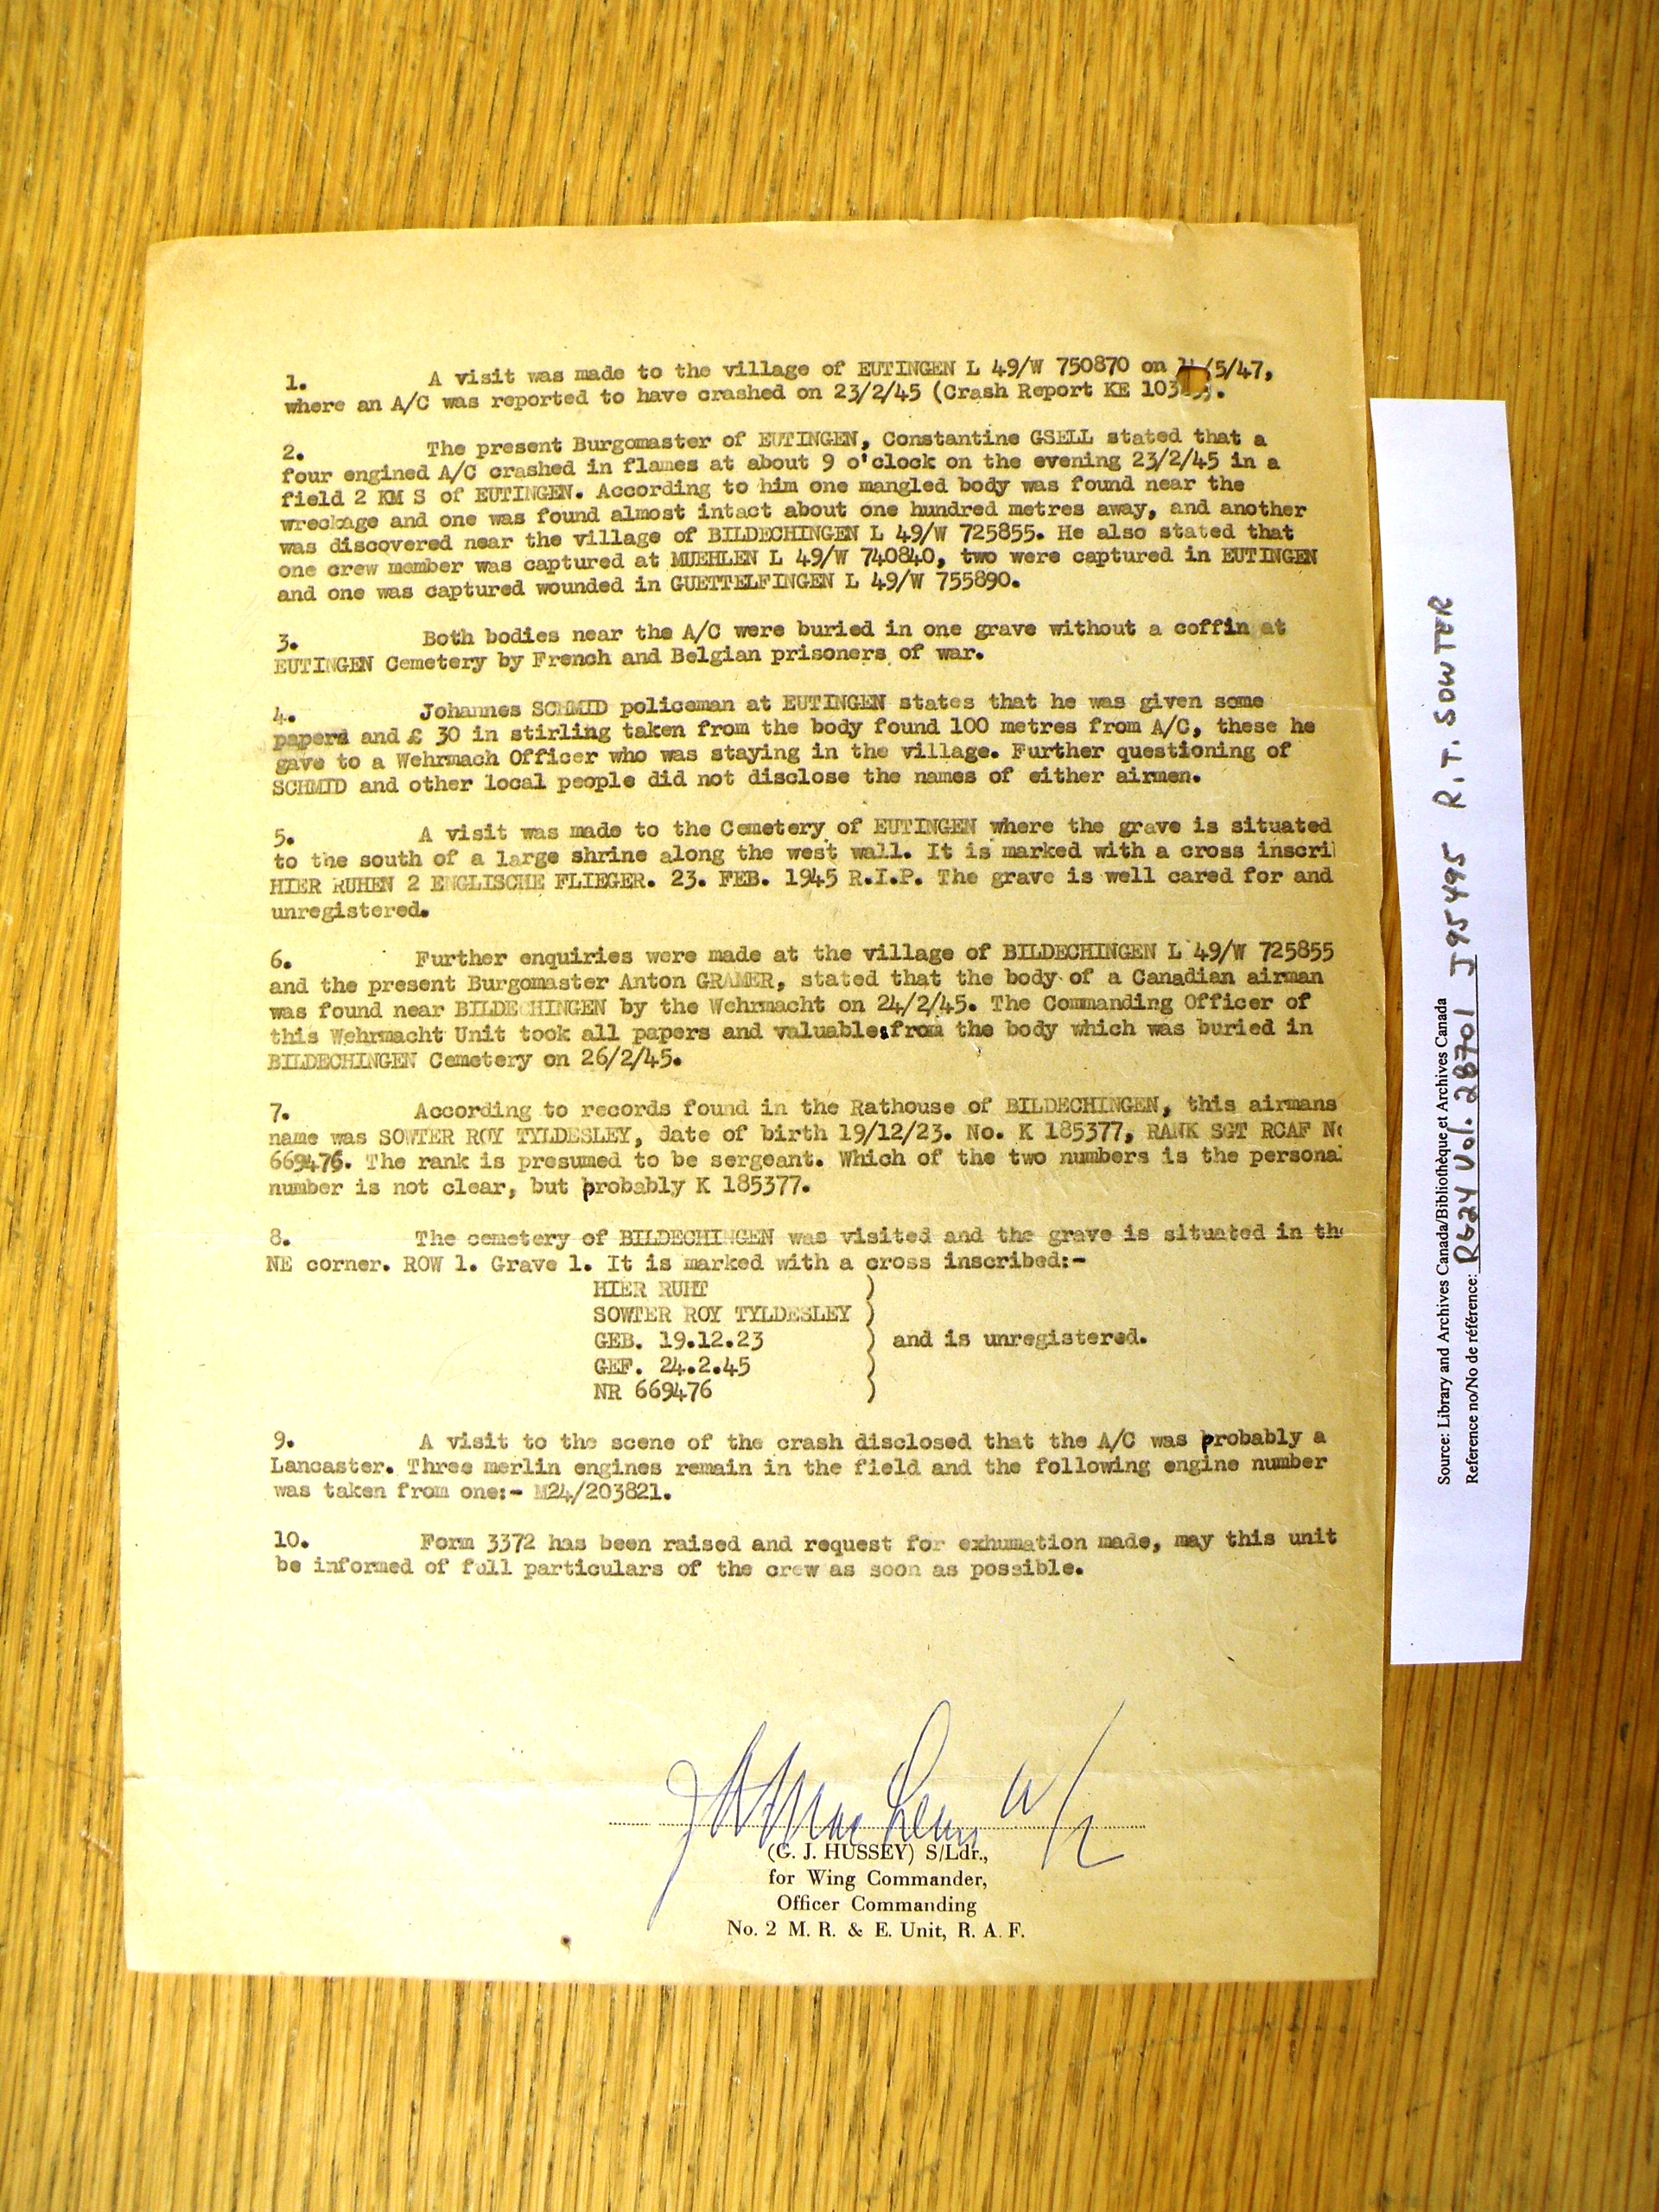 1. A visit was made to the village of EUTINGEN L 49/W 750870 on /5/47,
where an A/C was reported to have crashed on 23/2/45 (Crash Report KE 103
2. The present Burgomaster of EUTINGEN, Constantine GSELL stated that a
four engined A/C crashed in flames at about 9 o'clock on the evening 23/2/45 in a
field 2 KM S of EUTINGEN. According to him one mangled body was found near the
wreckage and one was found almost intact about one hundred metres away, and another
was discovered near the village of BILDECHINGEN L 49/W 725855. He also stated that
one crew member was captured at MUEHLEN L 49/W 740840, two were captured in EUTINGEN
and one was captured wounded in GUETTELFINGEN L 49/W 755890.
3. Both bodies near the A/C were buried in one grave without a coffin at
EUTINGEN Cemetery by French and Belgian prisoners of war.
4. Johannes SCHMID policeman at EUTINGEN states that he was given some
papers and £ 30 in stirling taken from the body found 100 metres from A/C, these he
gave to a Wehrmach Officer who was staying in the village. Further questioning of
SCHMID and other local people did not disclose the names of either airmen.
5. A visit was made to the Cemetery of EUTINGEN where the grave is situated
to the south of a large shrine along the west wall. It is marked with a cross inscri
HIER RUHEN 2 ENGLISCHE FLIEGER. 23. FEB. 1945 R.I.P. The grave is well cared for and
unregistered.
6. Further enquiries were made at the village of BILDECHINGEN L 49/W 725855
and the present Burgomaster Anton GRAMER, stated that the body of a Canadian airman
was found near BILDECHINGEN by the Wehrmacht on 24/2/45. The Commanding Officer of
this Wehrmacht Unit took all papers and valuables from the body which was buried in
BILDECHINGEN Cemetery on 26/2/45.
7. According to records found in the Rathouse of BILDECHINGEN, this airmans
name was SOWTER ROY TYLDESLEY, date of birth 19/12/23. No. K 185377, RANK SGT RCAF No
669476. The rank is presumed to be sergeant. Which of the two numbers is the personal
number is not clear, but probably K 185377.
8. The cemetery of BILDECHINGEN was visited and the grave is situated in the
NE corner. ROW 1. Grave 1. It is marked with a cross inscribed:-
HIER RUHT )
SOWTER ROY TYLDESLEY )
GEB. 19.12.23 ) and is unregistered.
GEF. 24.2.45 )
NR 669476 )
9. A visit to the scene of the crash disclosed that the A/C was probably a
Lancaster. Three merlin engines remain in the field and the following engine number
was taken from one:- M24/203821.
10. Form 3372 has been raised and request for exhumation made, may this unit
be informed of full particulars of the crew as soon as possible.
(G. J. HUSSEY) S/Ldr.,
for Wing Commander,
Officer Commanding
No. 2 M. R. & E. Unit, R. A. F.
Source: Library and Archives Canada/Bibliothèque et Archives Canada
Reference no/No de référence: RG24 Vol. 28701 J95495 R.T. SOWTER